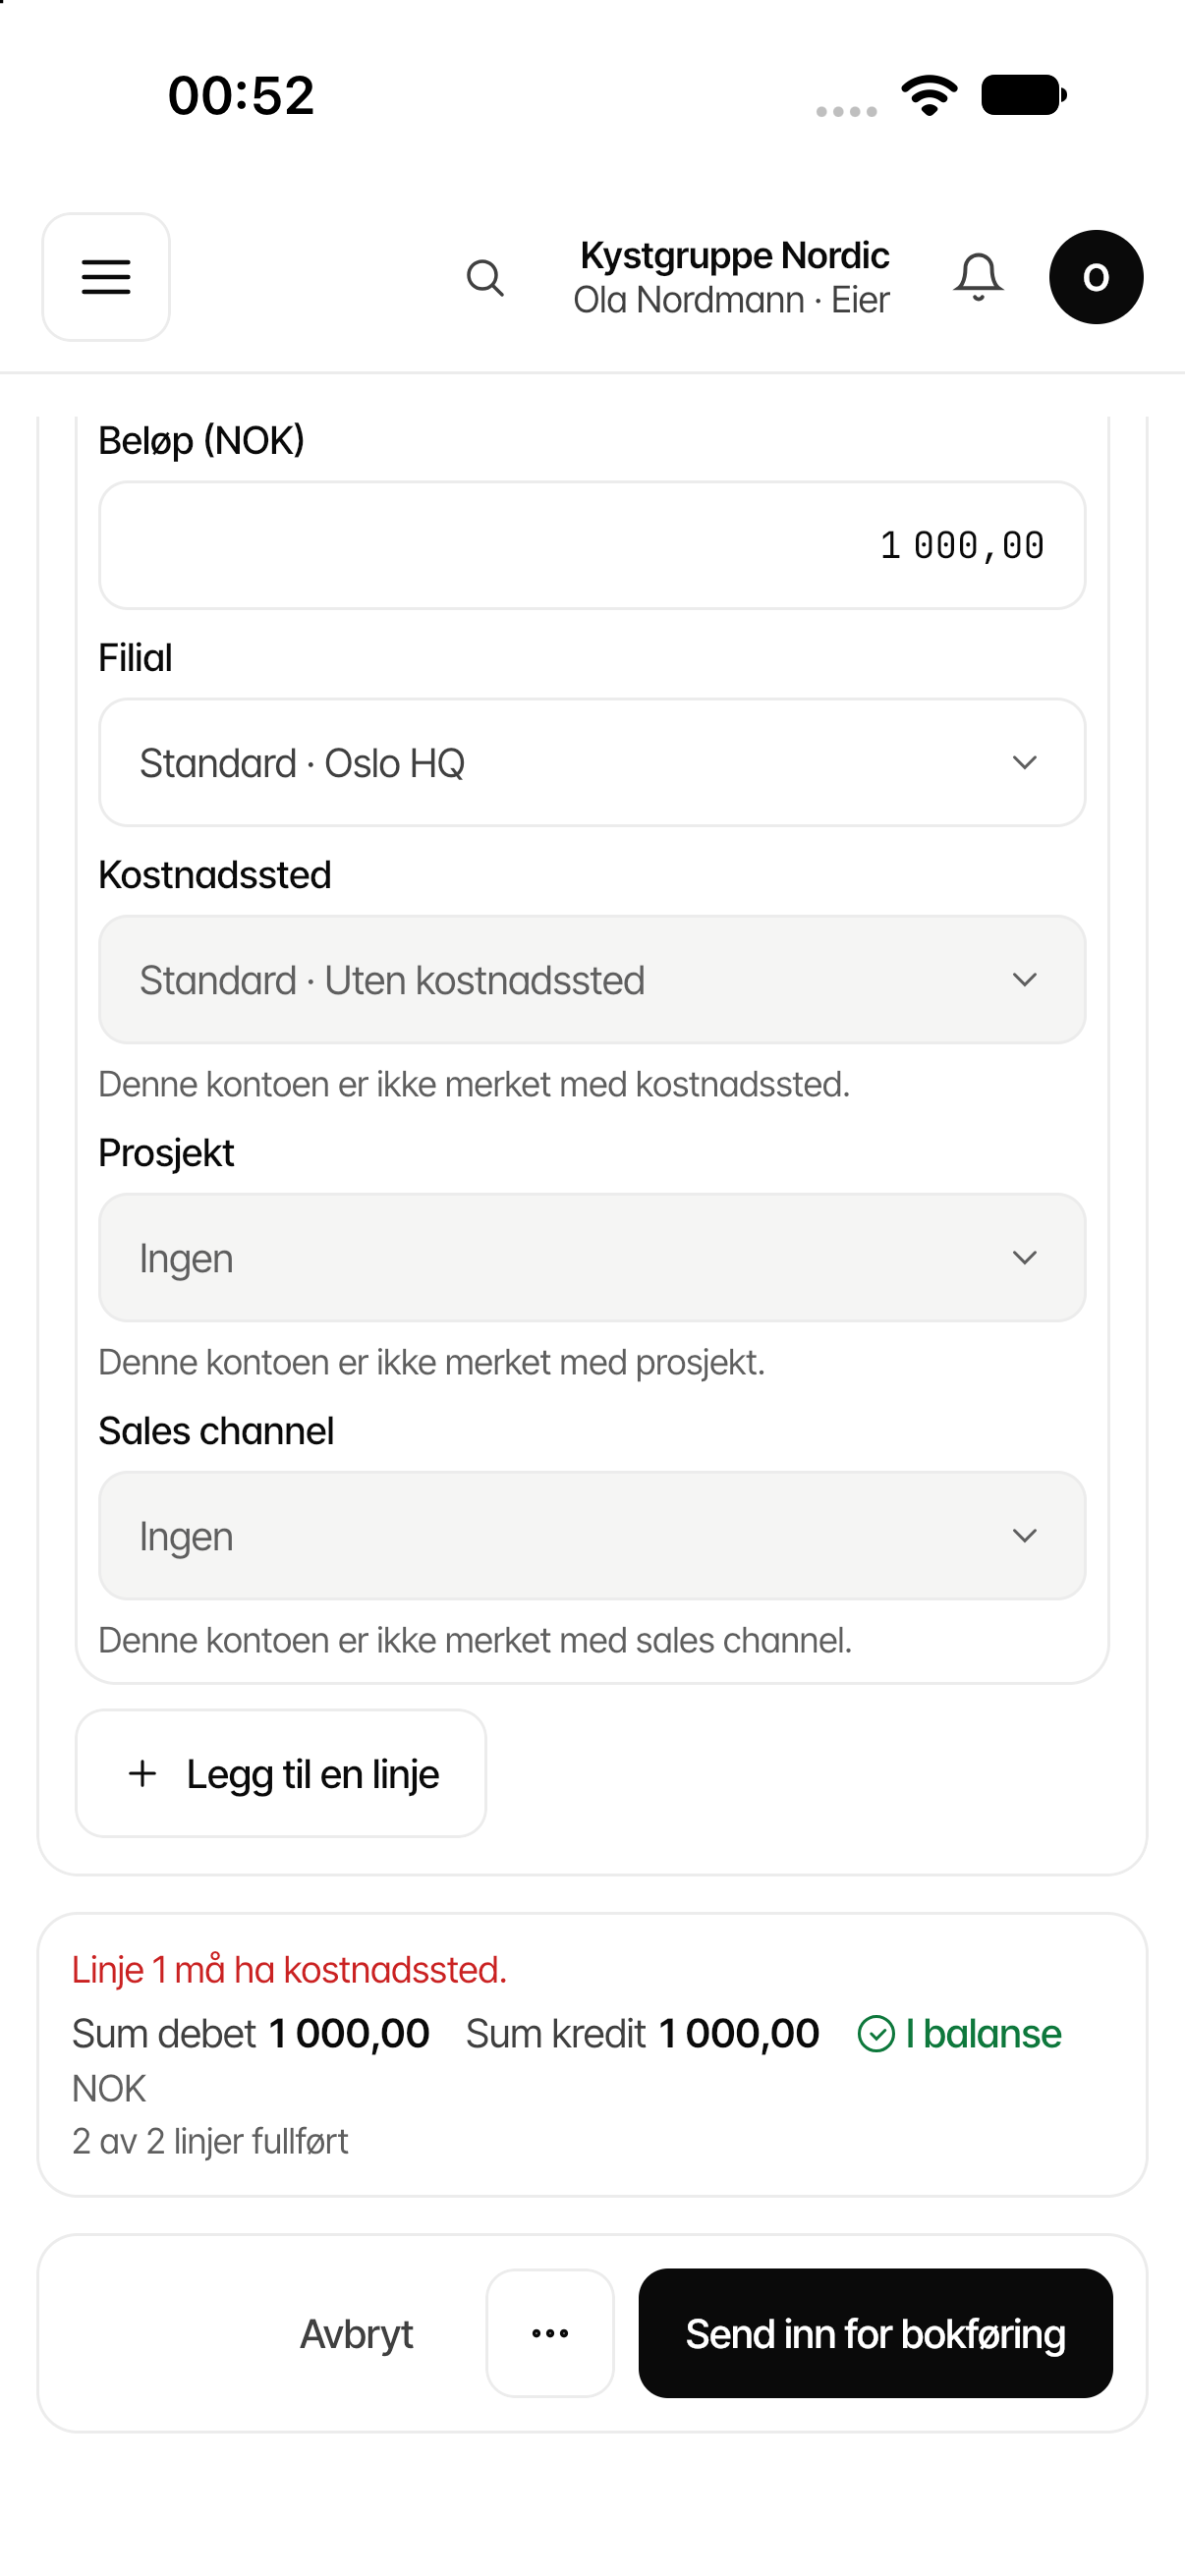 00:52
Kystgruppe Nordic
Ola Nordmann · Eier
O
Beløp (NOK)
1 000,00
Filial
Standard · Oslo HQ
Kostnadssted
Standard · Uten kostnadssted
Denne kontoen er ikke merket med kostnadssted.
Prosjekt
Ingen
Denne kontoen er ikke merket med prosjekt.
Sales channel
Ingen
Denne kontoen er ikke merket med sales channel.
+ Legg til en linje
Linje 1 må ha kostnadssted.
Sum debet 1 000,00 Sum kredit 1 000,00 I balanse
NOK
2 av 2 linjer fullført
Avbryt ... Send inn for bokføring